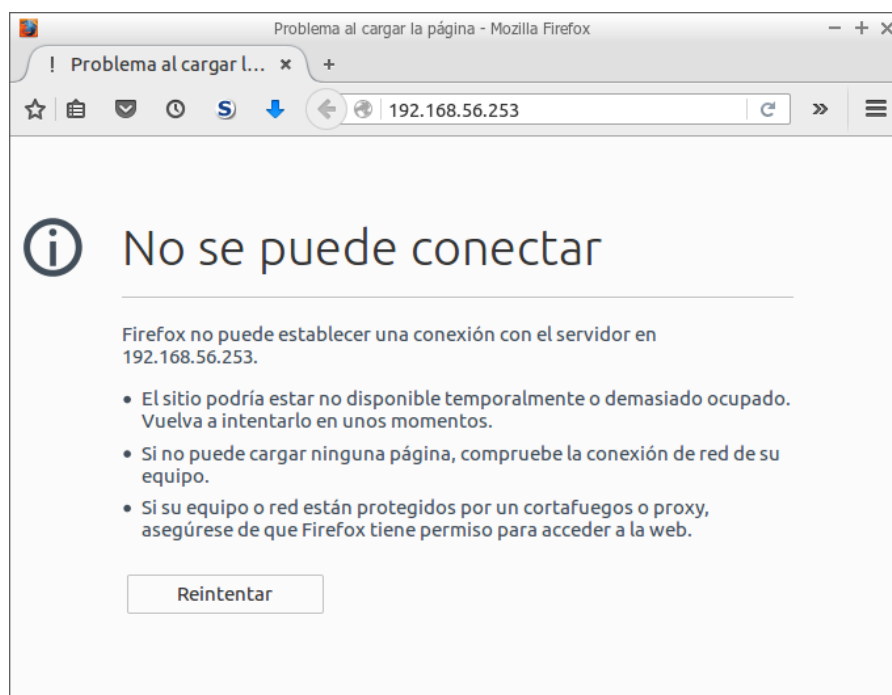 Problema al cargar la página - Mozilla Firefox
! Problema al cargar l...
192.168.56.253
No se puede conectar
Firefox no puede establecer una conexión con el servidor en
192.168.56.253.
• El sitio podría estar no disponible temporalmente o demasiado ocupado.
Vuelva a intentarlo en unos momentos.
• Si no puede cargar ninguna página, compruebe la conexión de red de su
equipo.
• Si su equipo o red están protegidos por un cortafuegos o proxy,
asegúrese de que Firefox tiene permiso para acceder a la web.
Reintentar